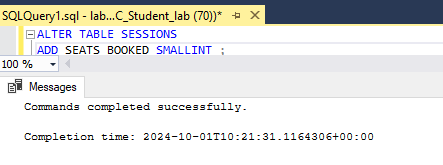 SQLQuery1.sql - lab...C_Student_lab (70))*
ALTER TABLE SESSIONS
ADD SEATS BOOKED SMALLINT ;
100 %
Messages
Commands completed successfully.
Completion time: 2024-10-01T10:21:31.1164306+00:00